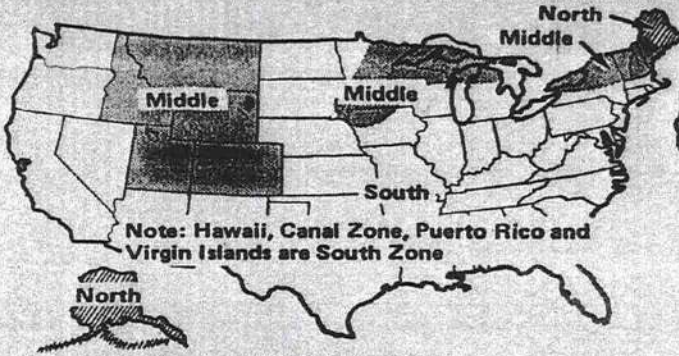 North
Middle
Middle
Middle
South
Note: Hawaii, Canal Zone, Puerto Rico and
Virgin Islands are South Zone
North